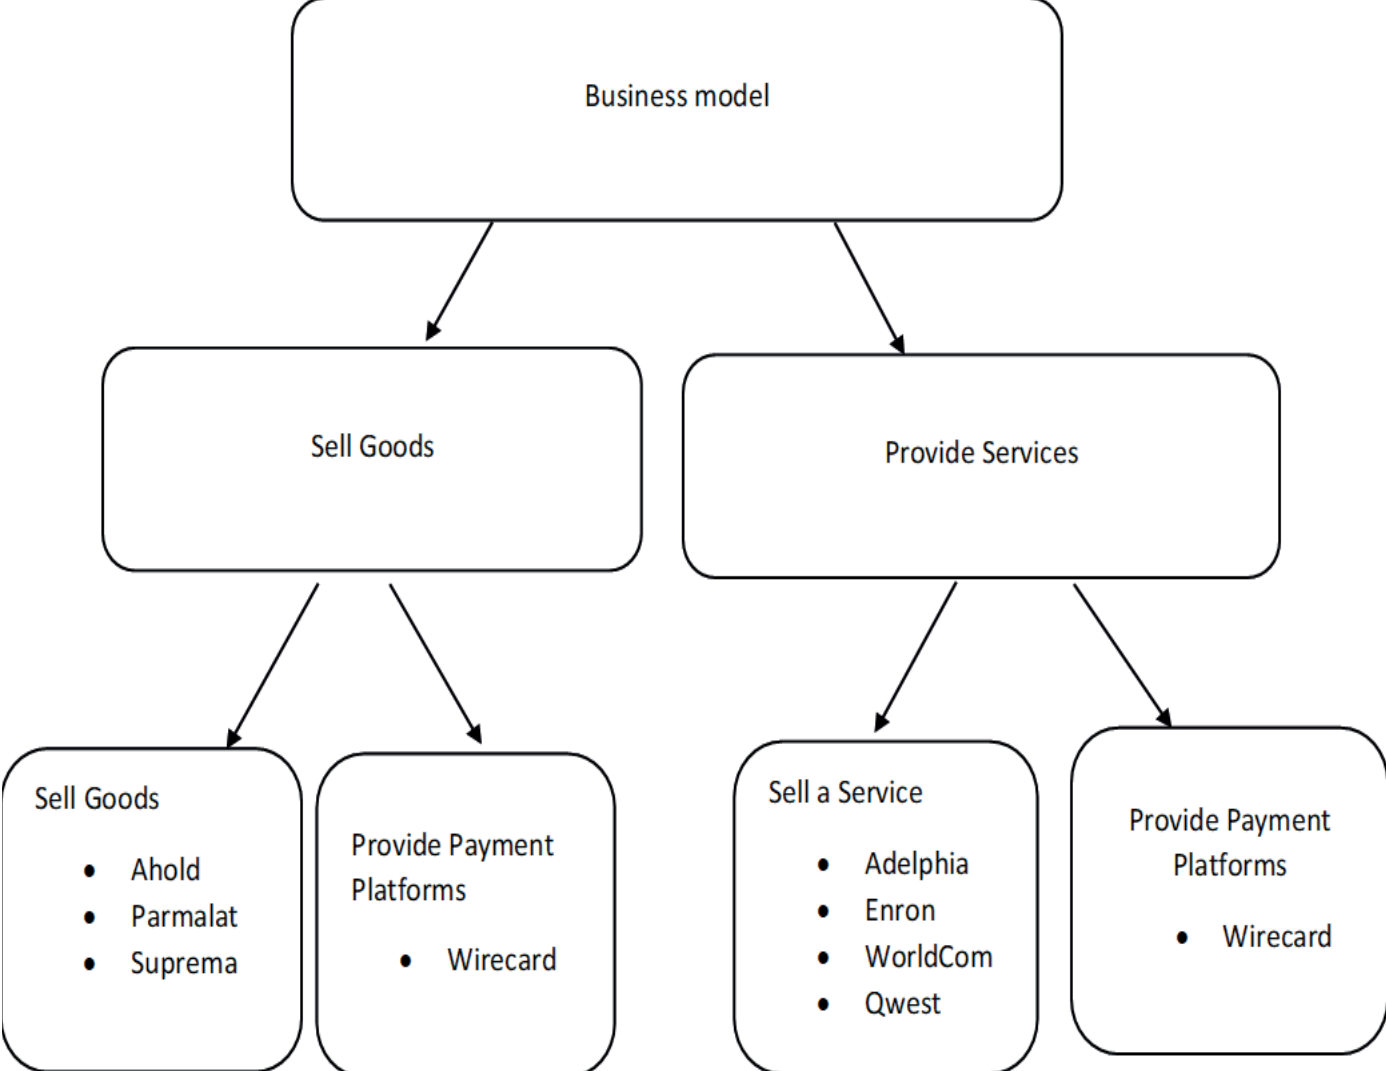 Business model
Sell Goods
Provide Services
Sell Goods
• Ahold
• Parmalat
• Suprema
Provide Payment
Platforms
• Wirecard
Sell a Service
• Adelphia
• Enron
• WorldCom
• Qwest
Provide Payment
Platforms
• Wirecard